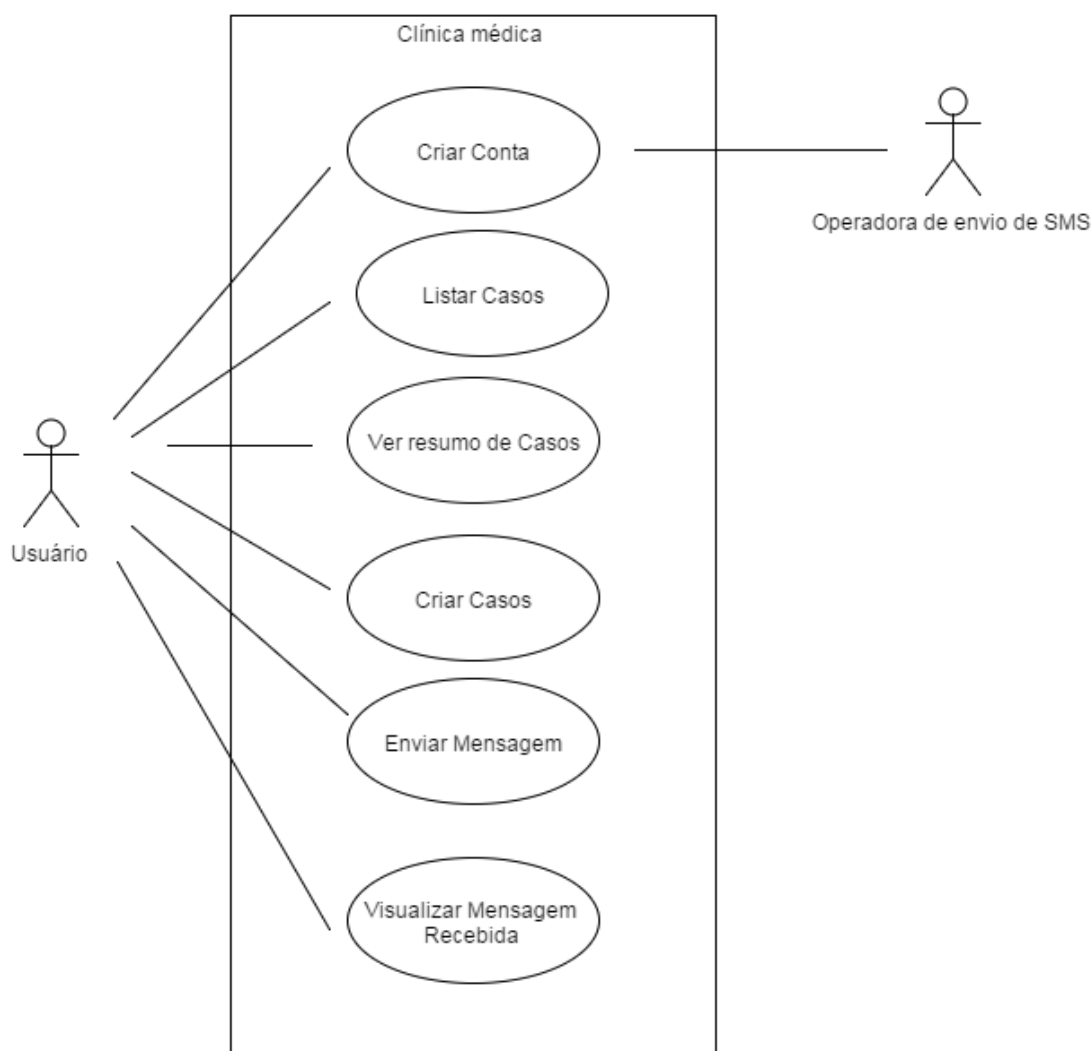 Clínica médica
Criar Conta
Operadora de envio de SMS
Listar Casos
Ver resumo de Casos
Usuário
Criar Casos
Enviar Mensagem
Visualizar Mensagem
Recebida